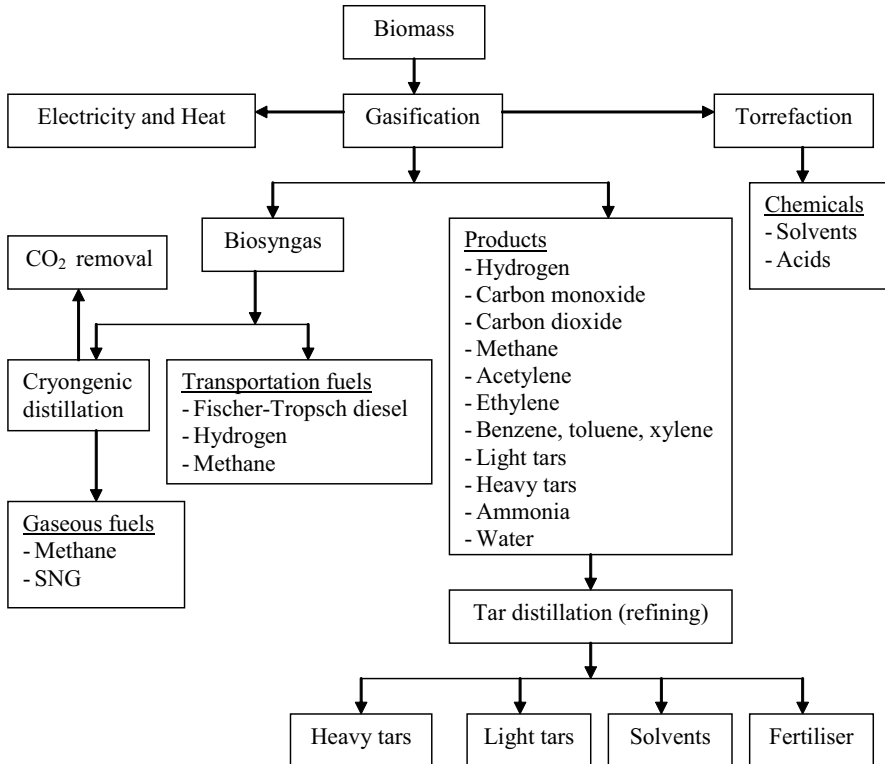 Biomass
Electricity and Heat
Gasification
Torrefaction
Chemicals
- Solvents
- Acids
Biosyngas
CO₂ removal
Products
- Hydrogen
- Carbon monoxide
- Carbon dioxide
- Methane
- Acetylene
- Ethylene
- Benzene, toluene, xylene
- Light tars
- Heavy tars
- Ammonia
- Water
Cryongenic
distillation
Transportation fuels
- Fischer-Tropsch diesel
- Hydrogen
- Methane
Gaseous fuels
- Methane
- SNG
Tar distillation (refining)
Heavy tars
Light tars
Solvents
Fertiliser